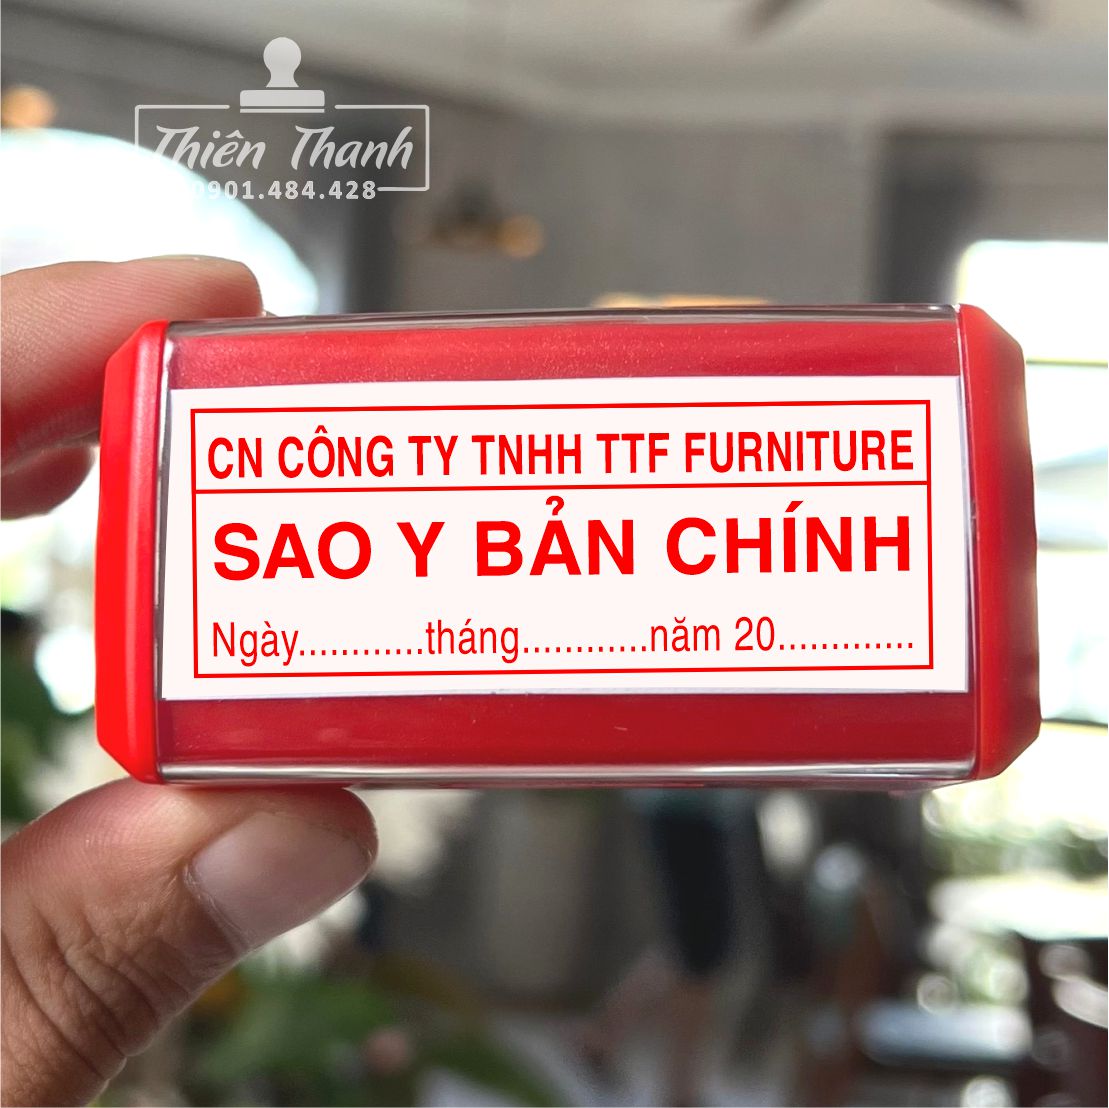 Thiên Thanh
0901.484.428
CN CÔNG TY TNHH TTF FURNITURE
SAO Y BẢN CHÍNH
Ngày............tháng............năm 20.............